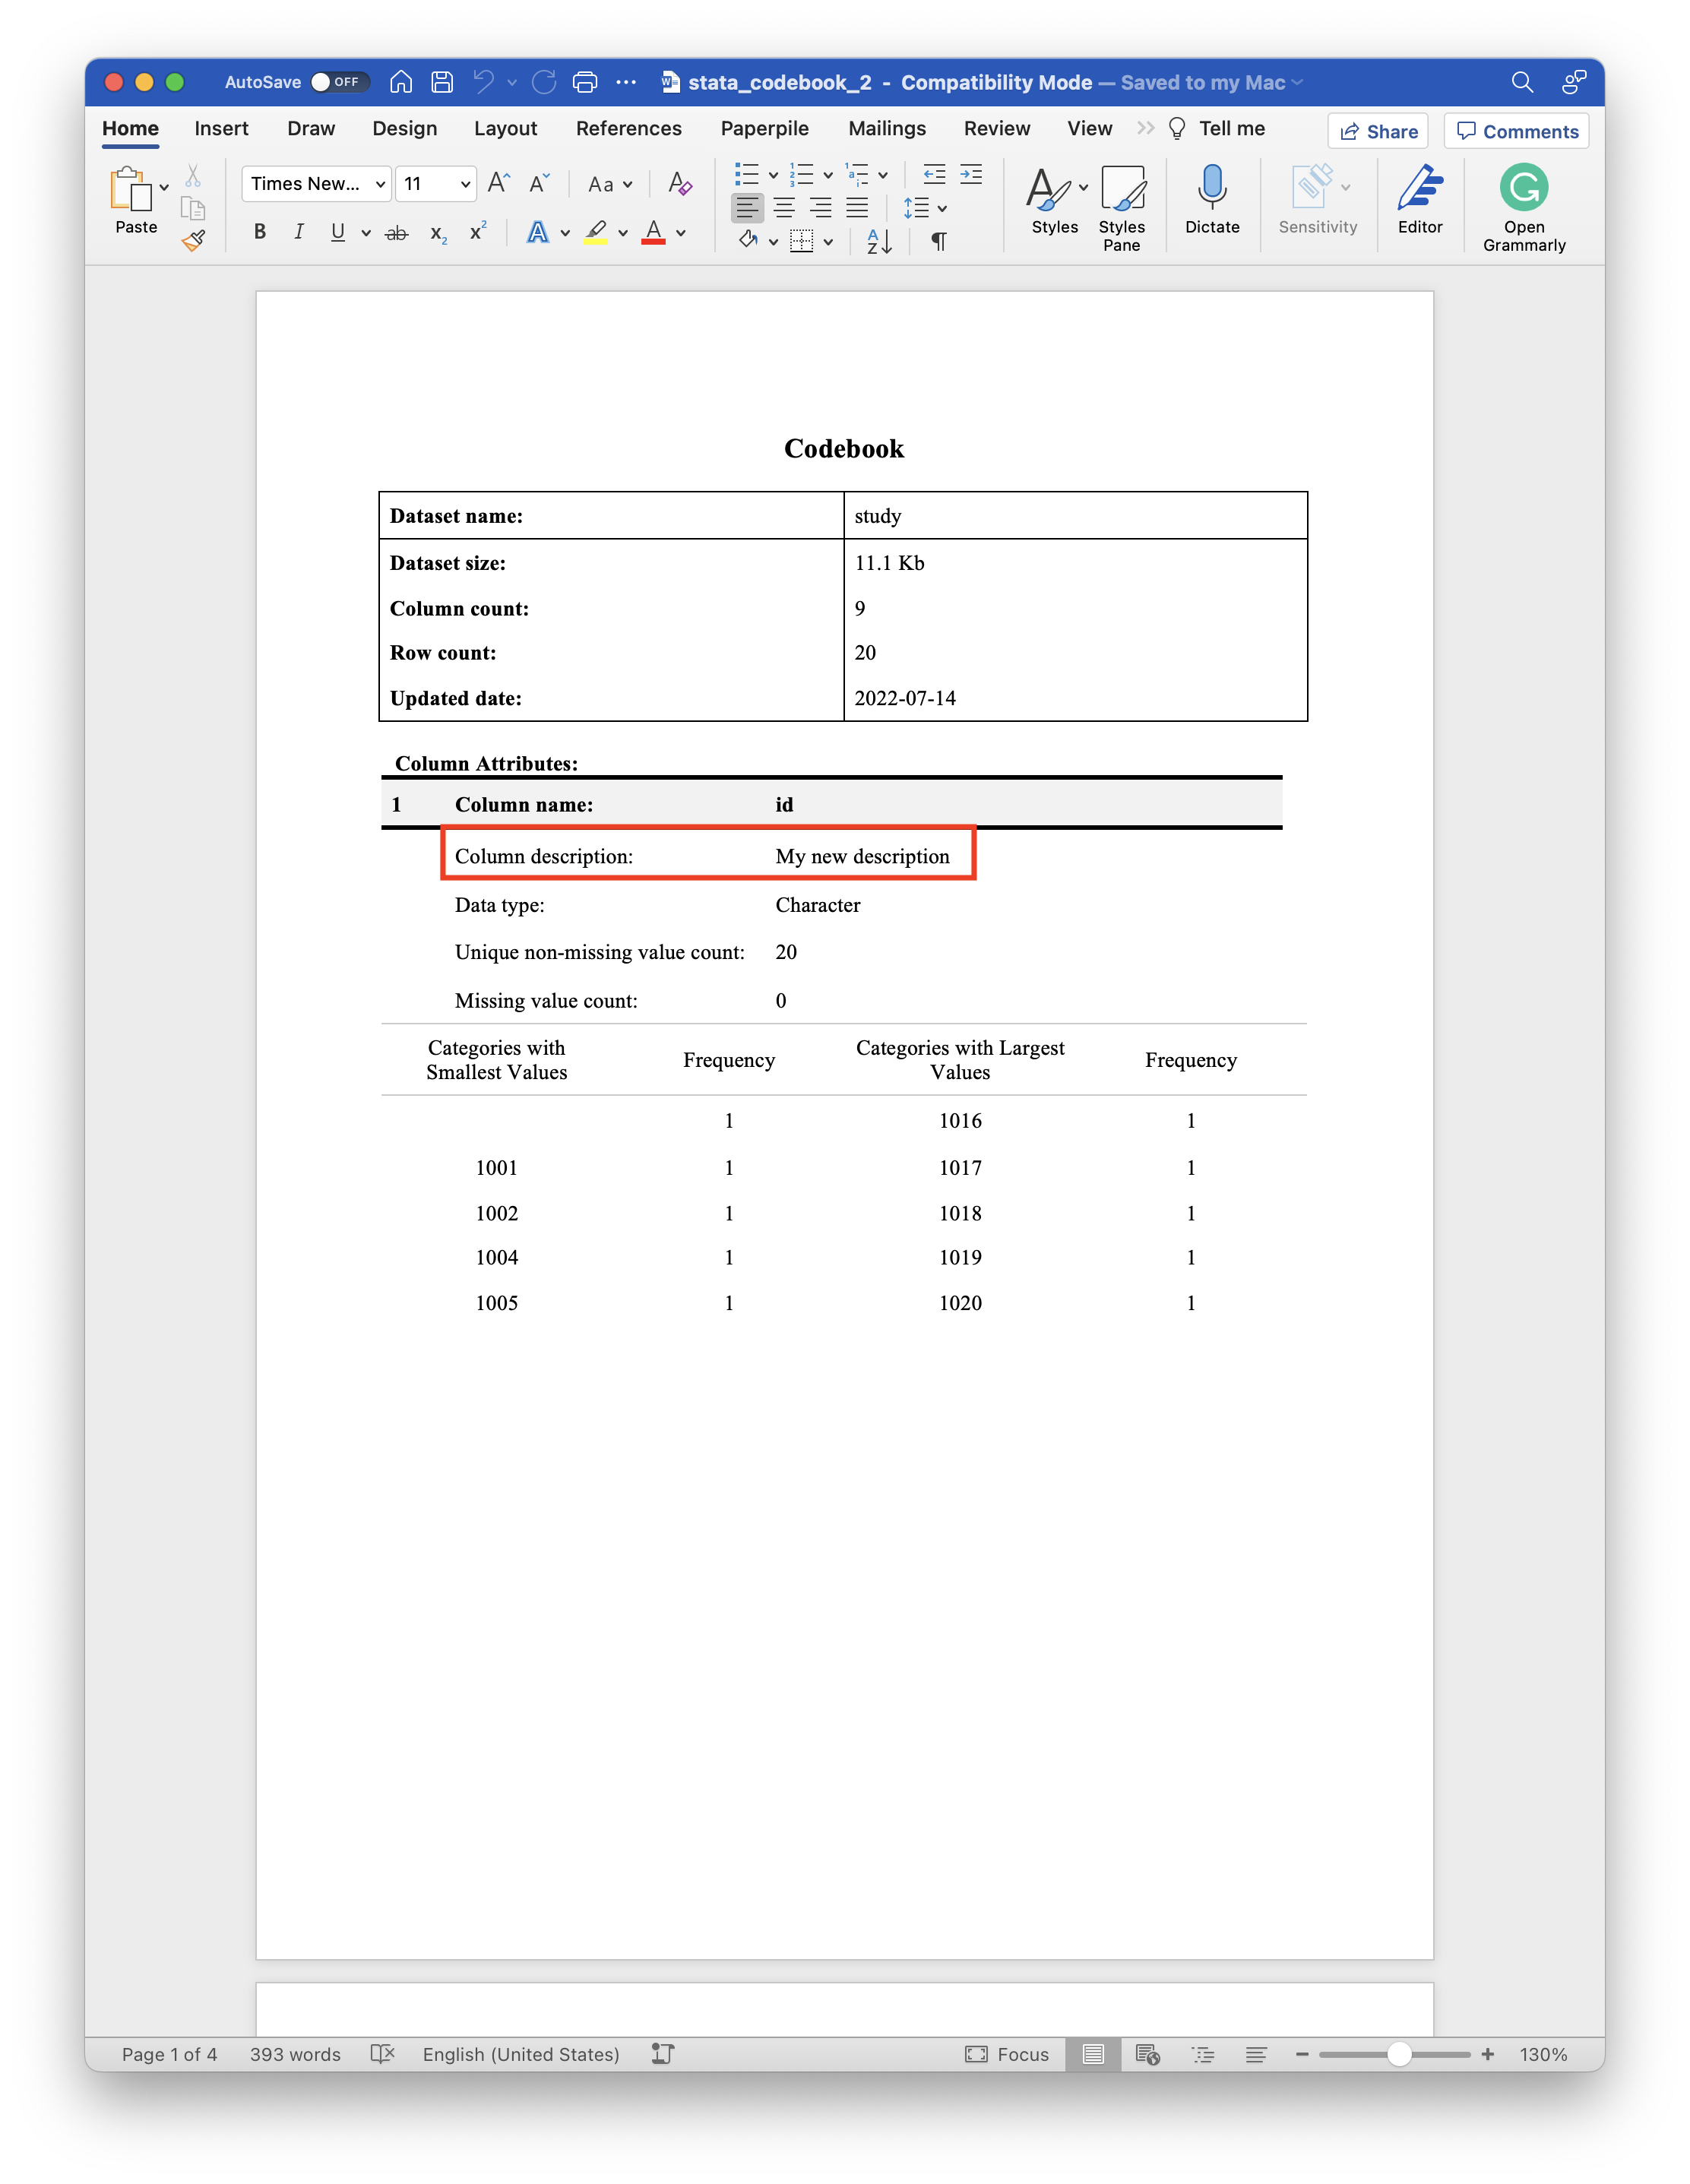 AutoSave OFF stata_codebook_2 - Compatibility Mode — Saved to my Mac
Home Insert Draw Design Layout References Paperpile Mailings Review View Tell me Share Comments
Times New... 11 Aa
Paste
B I U ab x2 x2 A A
Styles Styles Pane Dictate Sensitivity Editor Open Grammarly
Codebook
Dataset name: study
Dataset size: 11.1 Kb
Column count: 9
Row count: 20
Updated date: 2022-07-14
Column Attributes:
1 Column name: id
Column description: My new description
Data type: Character
Unique non-missing value count: 20
Missing value count: 0
Categories with Smallest Values Frequency Categories with Largest Values Frequency
1 1016 1
1001 1 1017 1
1002 1 1018 1
1004 1 1019 1
1005 1 1020 1
Page 1 of 4 393 words English (United States) Focus 130%